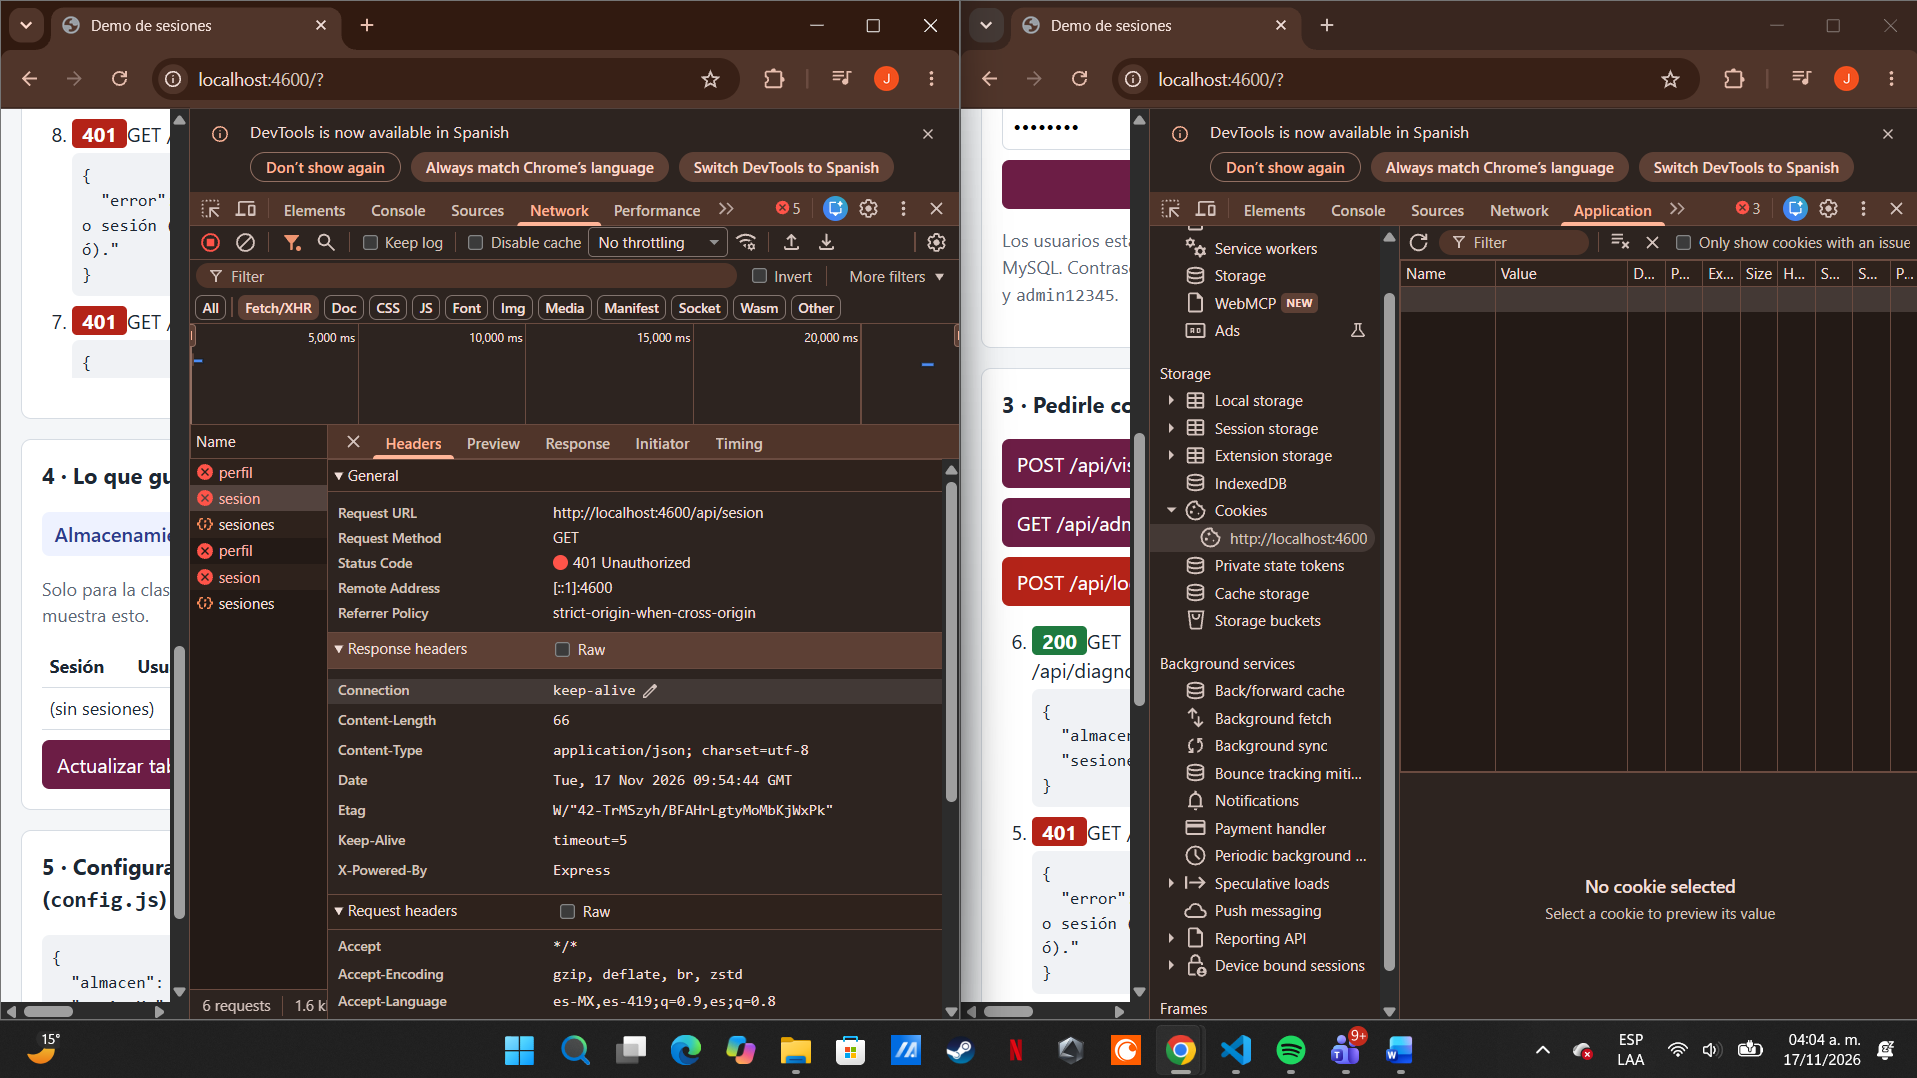 Demo de sesiones
localhost:4600/?
8. 401 GET /
{
"error"
o sesión (
ó)."
}
7. 401 GET /
{
4 · Lo que gu
Almacenamie
Solo para la clas
muestra esto.
Sesión Usu
(sin sesiones)
Actualizar tab
5 · Configura
(config.js)
{
"almacen":
DevTools is now available in Spanish
Don't show again Always match Chrome's language Switch DevTools to Spanish
Elements Console Sources Network Performance 5
Keep log Disable cache No throttling
Filter Invert More filters
All Fetch/XHR Doc CSS JS Font Img Media Manifest Socket Wasm Other
5,000 ms 10,000 ms 15,000 ms 20,000 ms
Name
perfil
sesion
sesiones
perfil
sesion
sesiones
6 requests 1.6 k
Headers Preview Response Initiator Timing
General
Request URL http://localhost:4600/api/sesion
Request Method GET
Status Code 401 Unauthorized
Remote Address [::1]:4600
Referrer Policy strict-origin-when-cross-origin
Response headers Raw
Connection keep-alive
Content-Length 66
Content-Type application/json; charset=utf-8
Date Tue, 17 Nov 2026 09:54:44 GMT
Etag W/"42-TrMSzyh/BFAHrLgtyMoMbKjWxPk"
Keep-Alive timeout=5
X-Powered-By Express
Request headers Raw
Accept */*
Accept-Encoding gzip, deflate, br, zstd
Accept-Language es-MX,es-419;q=0.9,es;q=0.8
Demo de sesiones
localhost:4600/?
••••••••
Los usuarios está
MySQL. Contrase
y admin12345.
3 · Pedirle co
POST /api/vis
GET /api/adm
POST /api/lo
6. 200 GET
/api/diagno
{
"almacen
"sesione
}
5. 401 GET /
{
"error"
o sesión (
ó)."
}
DevTools is now available in Spanish
Don't show again Always match Chrome's language Switch DevTools to Spanish
Elements Console Sources Network Application 3
Filter Only show cookies with an issue
Service workers
Storage
WebMCP NEW
Ads
Storage
Local storage
Session storage
Extension storage
IndexedDB
Cookies
http://localhost:4600
Private state tokens
Cache storage
Storage buckets
Background services
Back/forward cache
Background fetch
Background sync
Bounce tracking miti...
Notifications
Payment handler
Periodic background ...
Speculative loads
Push messaging
Reporting API
Device bound sessions
Frames
Name Value D... P... Ex... Size H... S... S... P...
No cookie selected
Select a cookie to preview its value
15°
9+
ESP
LAA
04:04 a. m.
17/11/2026